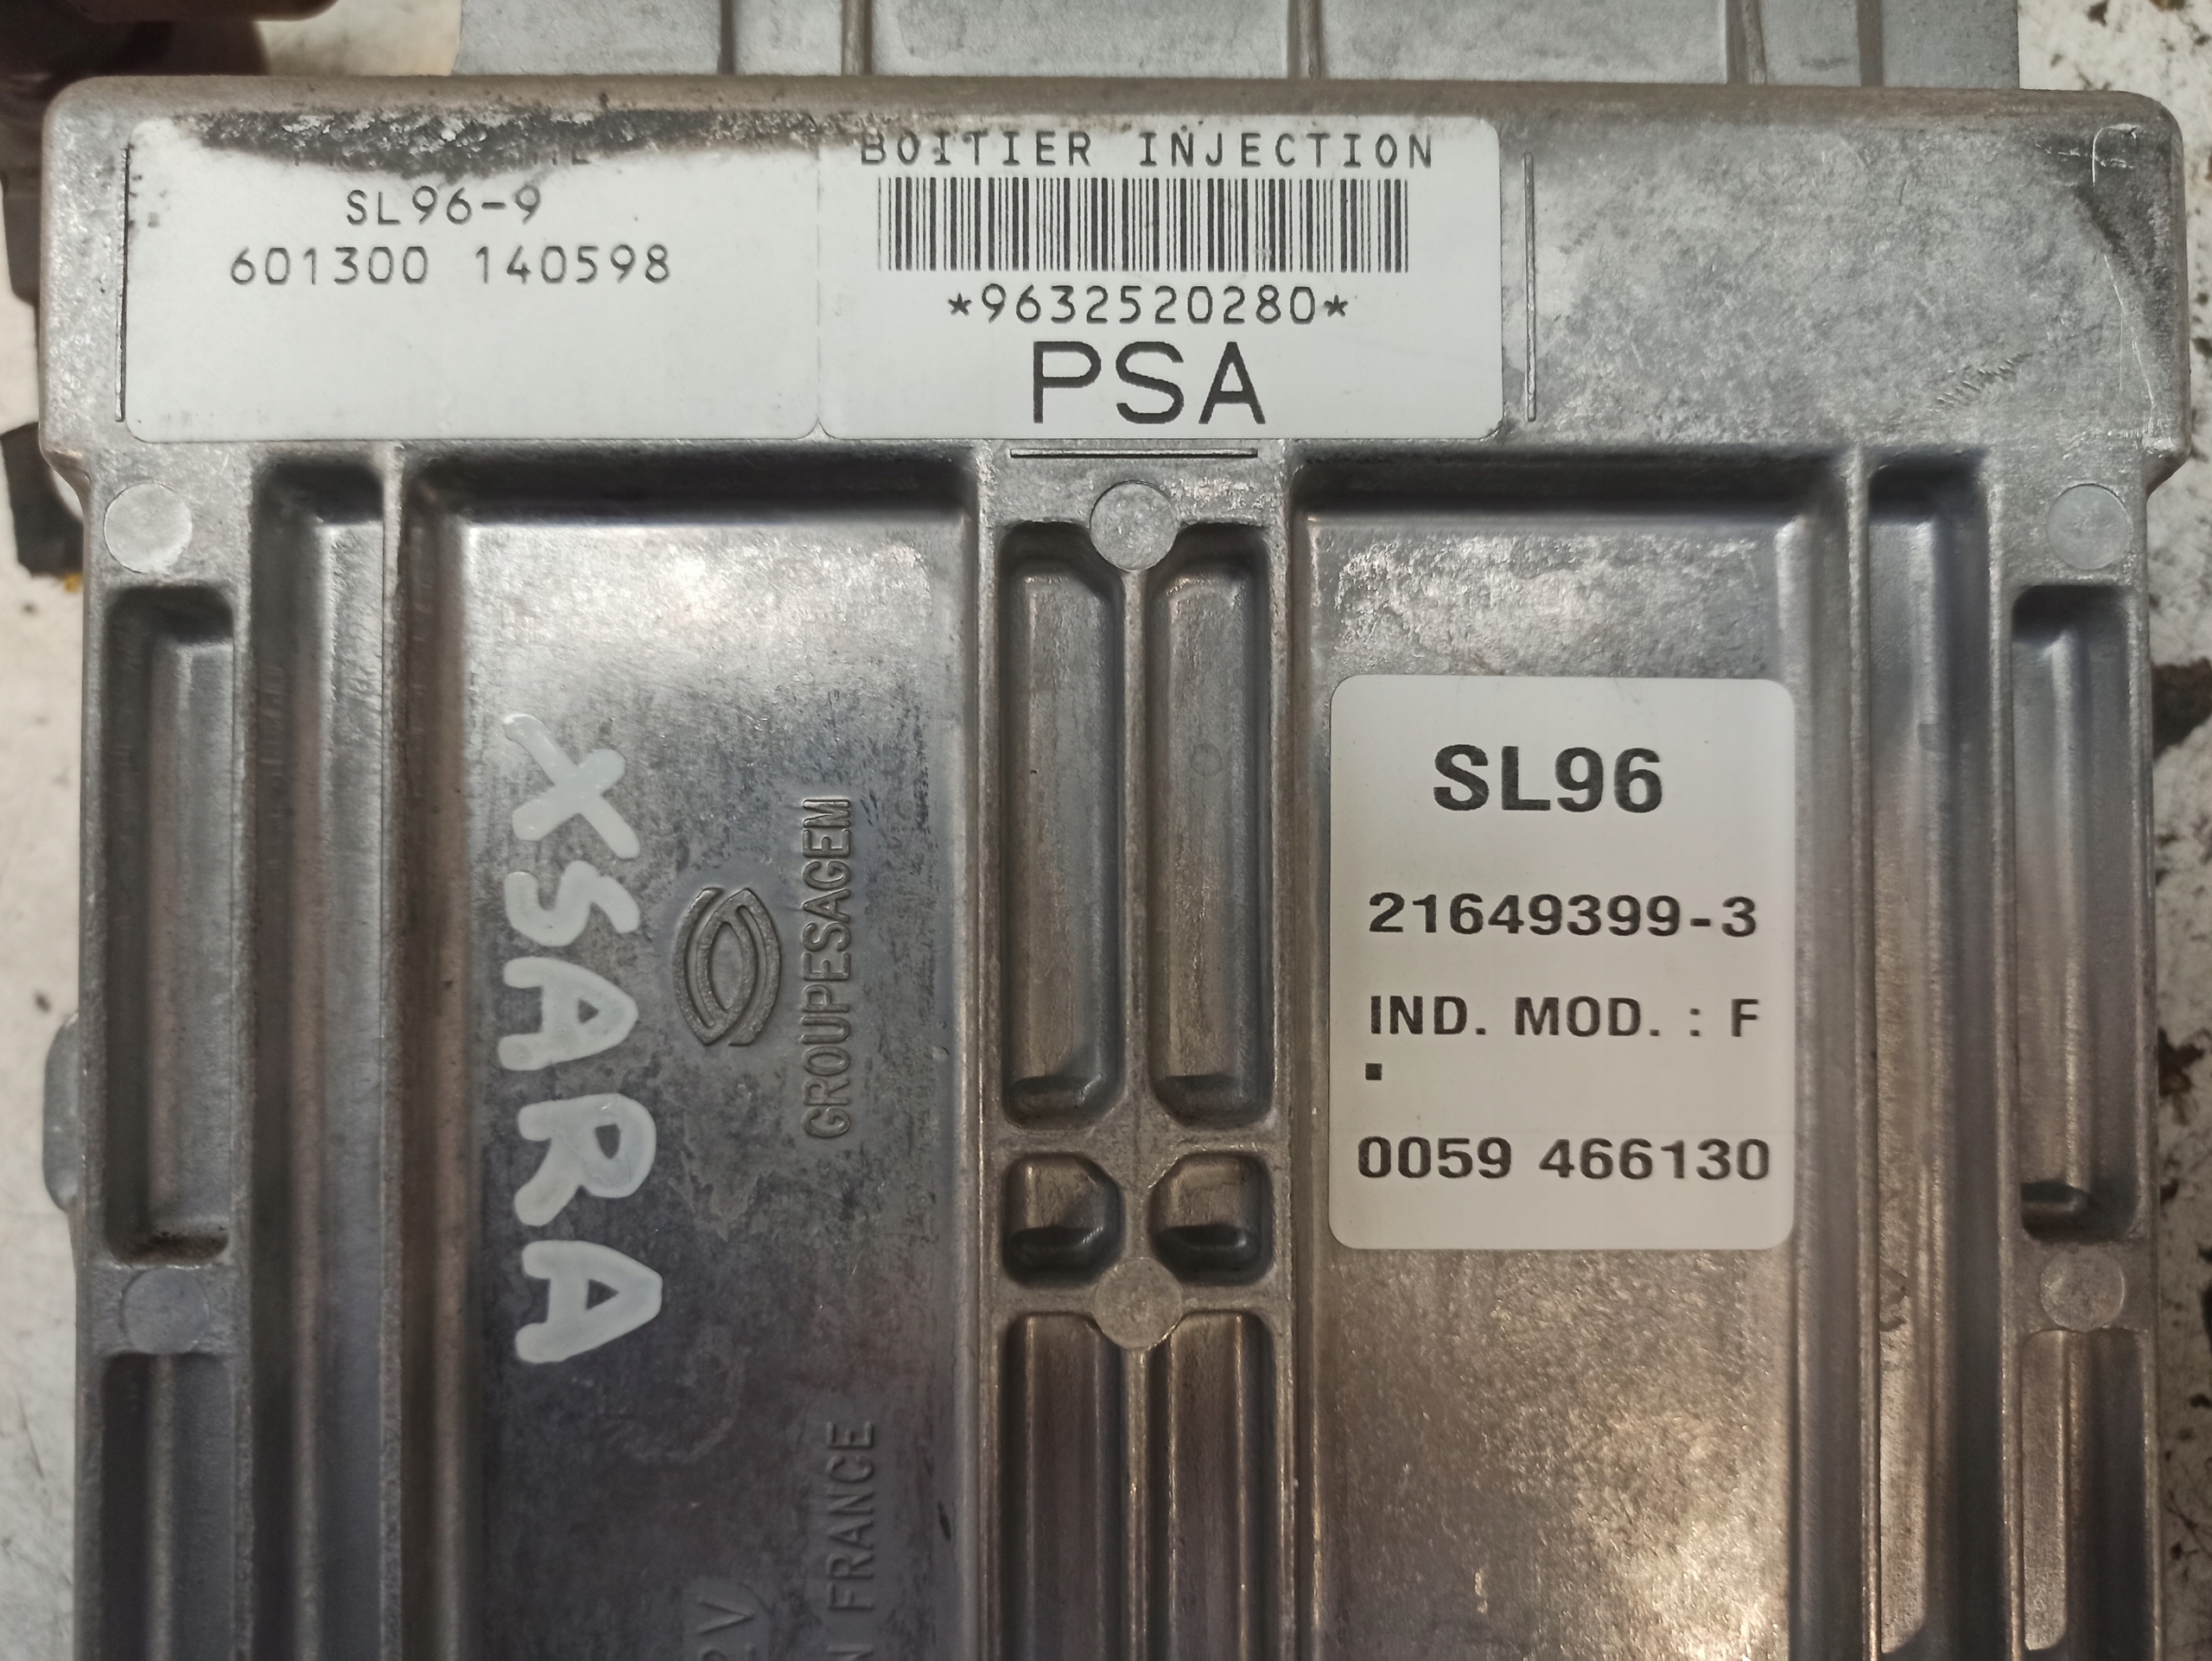 SL96-9
601300 140598
BOITIER INJECTION
*9632520280*
PSA
XSARA
GROUPESAGEM
SL96
21649399-3
IND. MOD. : F
0059 466130
FRANCE